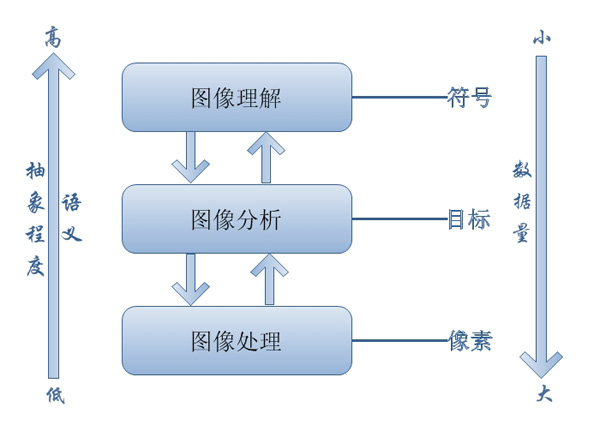 高
小
图像理解
符号
抽象程度
语义
图像分析
目标
数据量
图像处理
像素
低
大